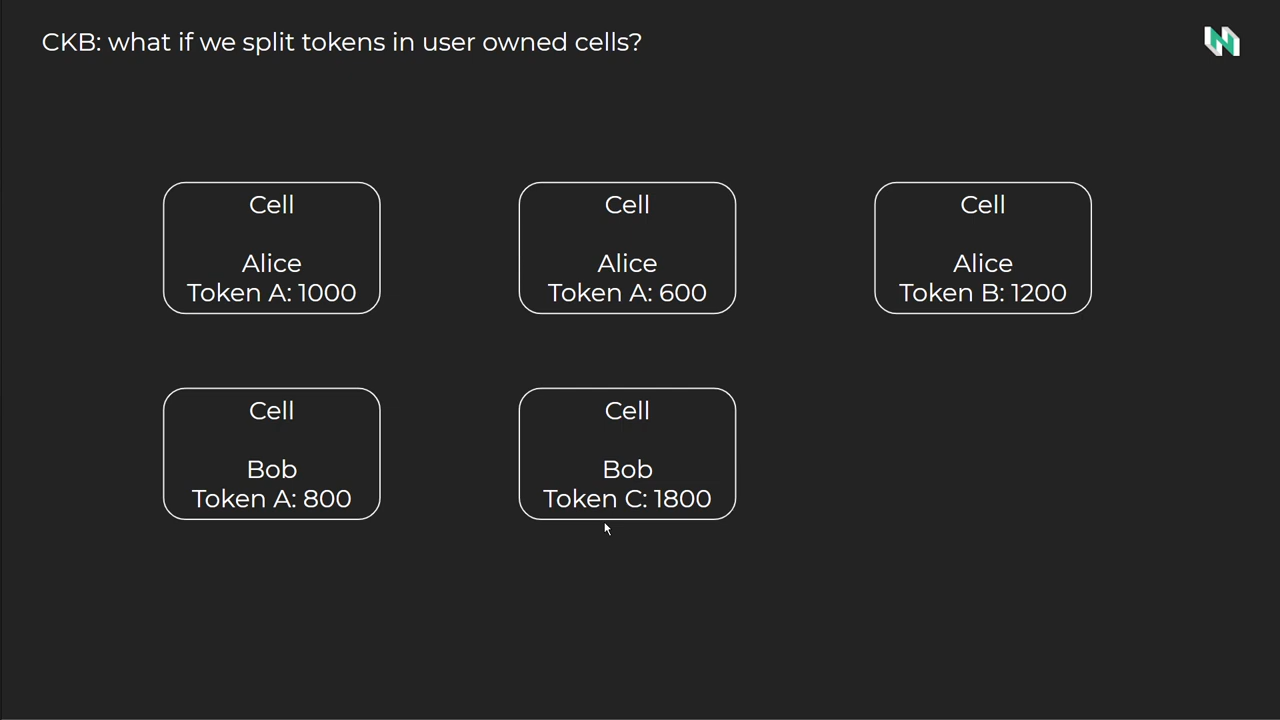 CKB: what if we split tokens in user owned cells?
Cell
Alice
Token A: 1000
Cell
Alice
Token A: 600
Cell
Alice
Token B: 1200
Cell
Bob
Token A: 800
Cell
Bob
Token C: 1800